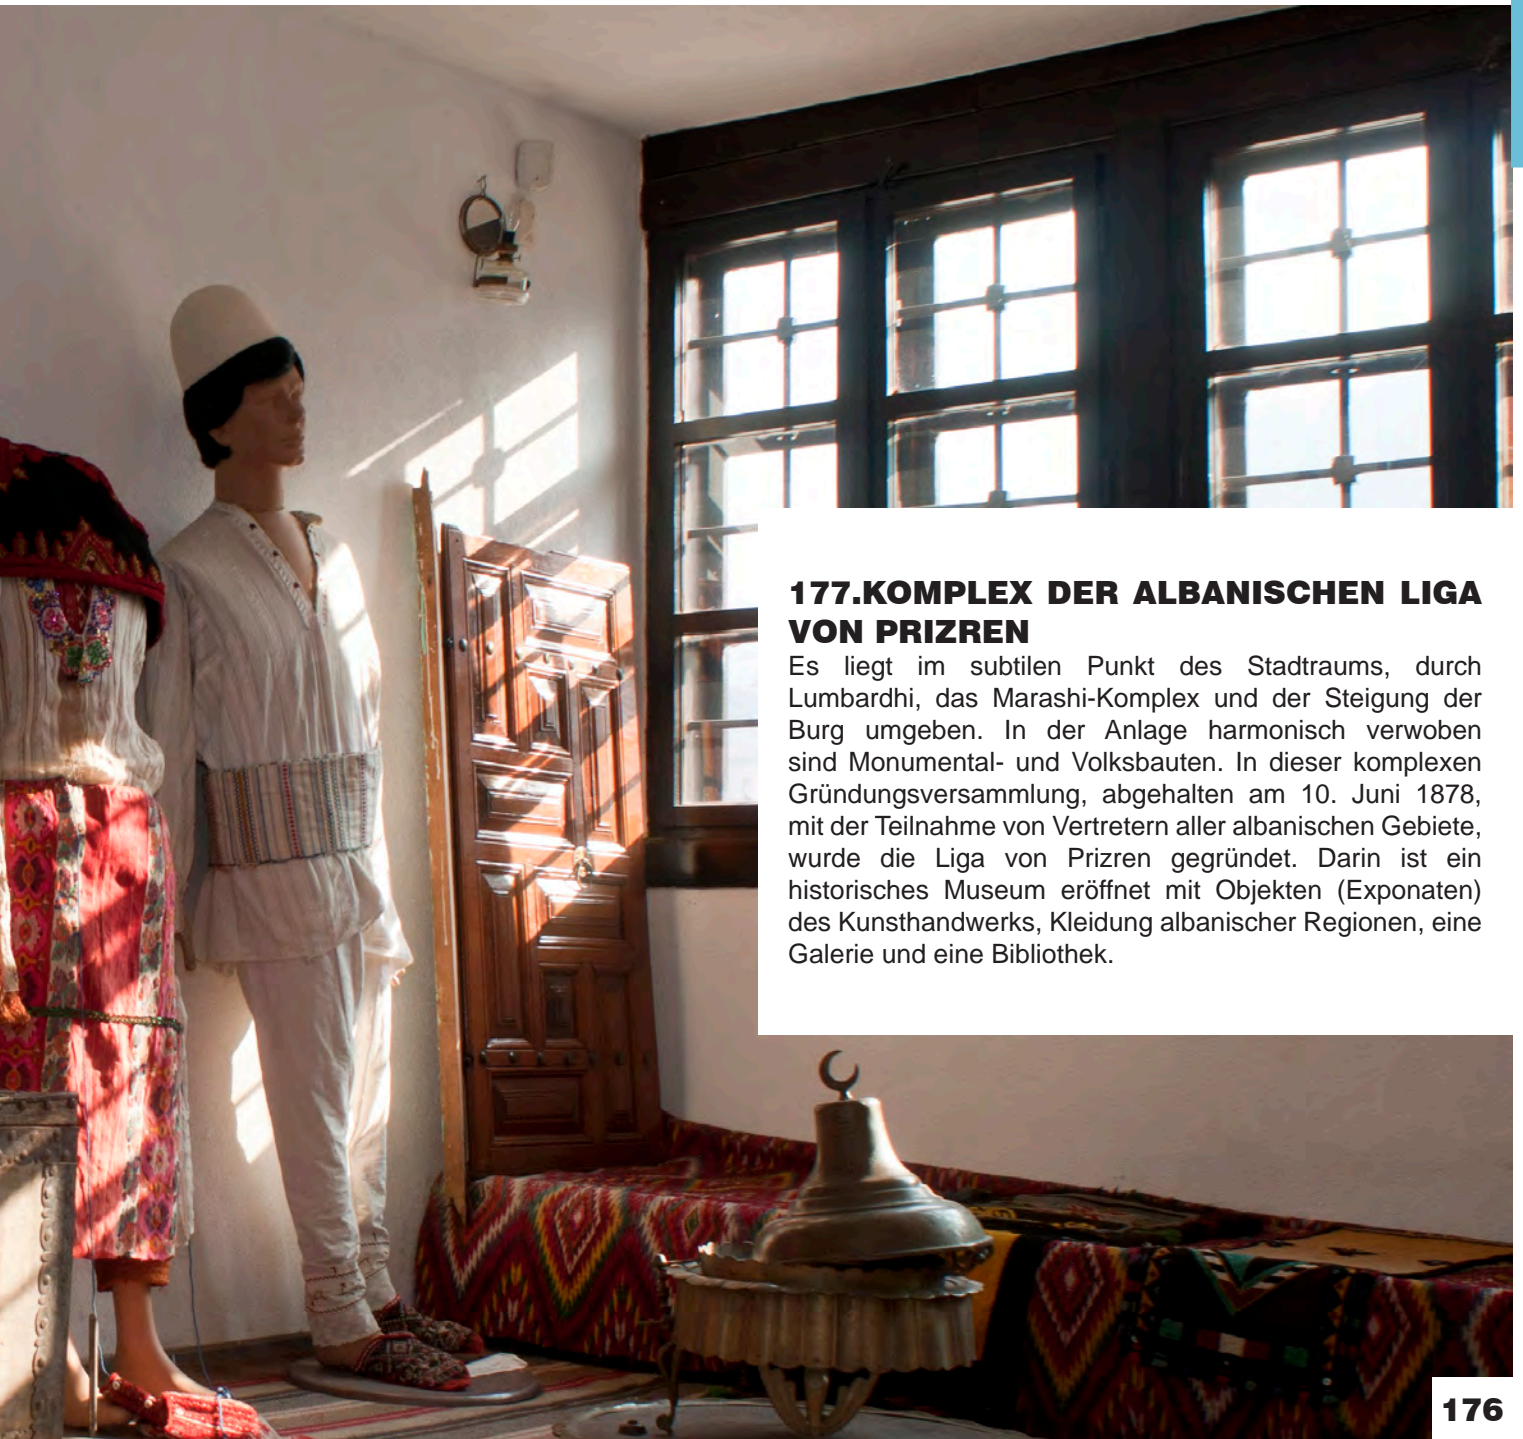 177.KOMPLEX DER ALBANISCHEN LIGA
VON PRIZREN
Es liegt im subtilen Punkt des Stadtraums, durch
Lumbardhi, das Marashi-Komplex und der Steigung der
Burg umgeben. In der Anlage harmonisch verwoben
sind Monumental- und Volksbauten. In dieser komplexen
Gründungsversammlung, abgehalten am 10. Juni 1878,
mit der Teilnahme von Vertretern aller albanischen Gebiete,
wurde die Liga von Prizren gegründet. Darin ist ein
historisches Museum eröffnet mit Objekten (Exponaten)
des Kunsthandwerks, Kleidung albanischer Regionen, eine
Galerie und eine Bibliothek.
176